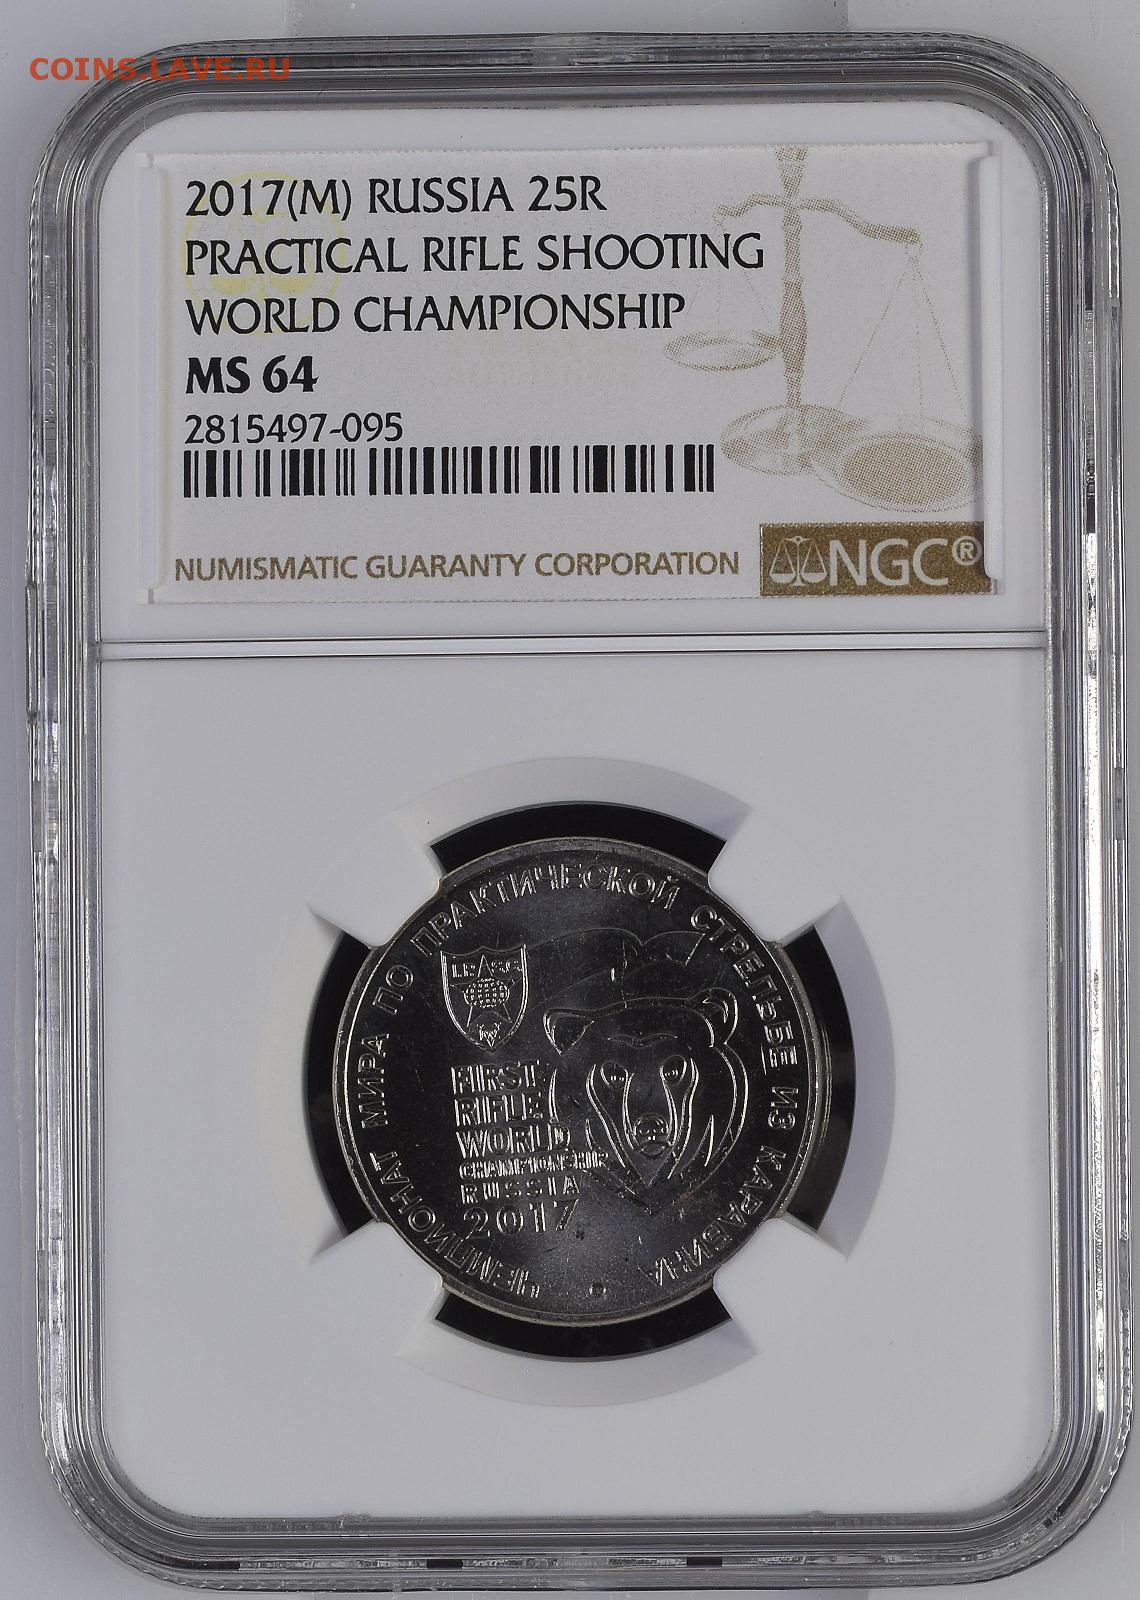 COINS.LAVE.RU
2017(M) RUSSIA 25R
PRACTICAL RIFLE SHOOTING
WORLD CHAMPIONSHIP
MS 64
2815497-095
NUMISMATIC GUARANTY CORPORATION
NGC®
ЧЕМПИОНАТ МИРА ПО ПРАКТИЧЕСКОЙ СТРЕЛЬБЕ ИЗ КАРАБИНА
FIRST
RIFLE
WORLD
CHAMPIONSHIP
RUSSIA
2017